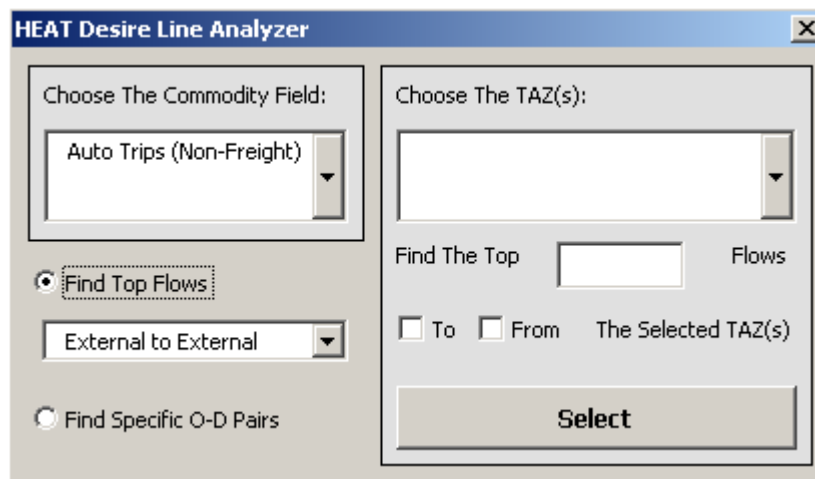 HEAT Desire Line Analyzer
Choose The Commodity Field:
Auto Trips (Non-Freight)
Find Top Flows
External to External
Find Specific O-D Pairs
Choose The TAZ(s):
Find The Top Flows
To From The Selected TAZ(s)
Select